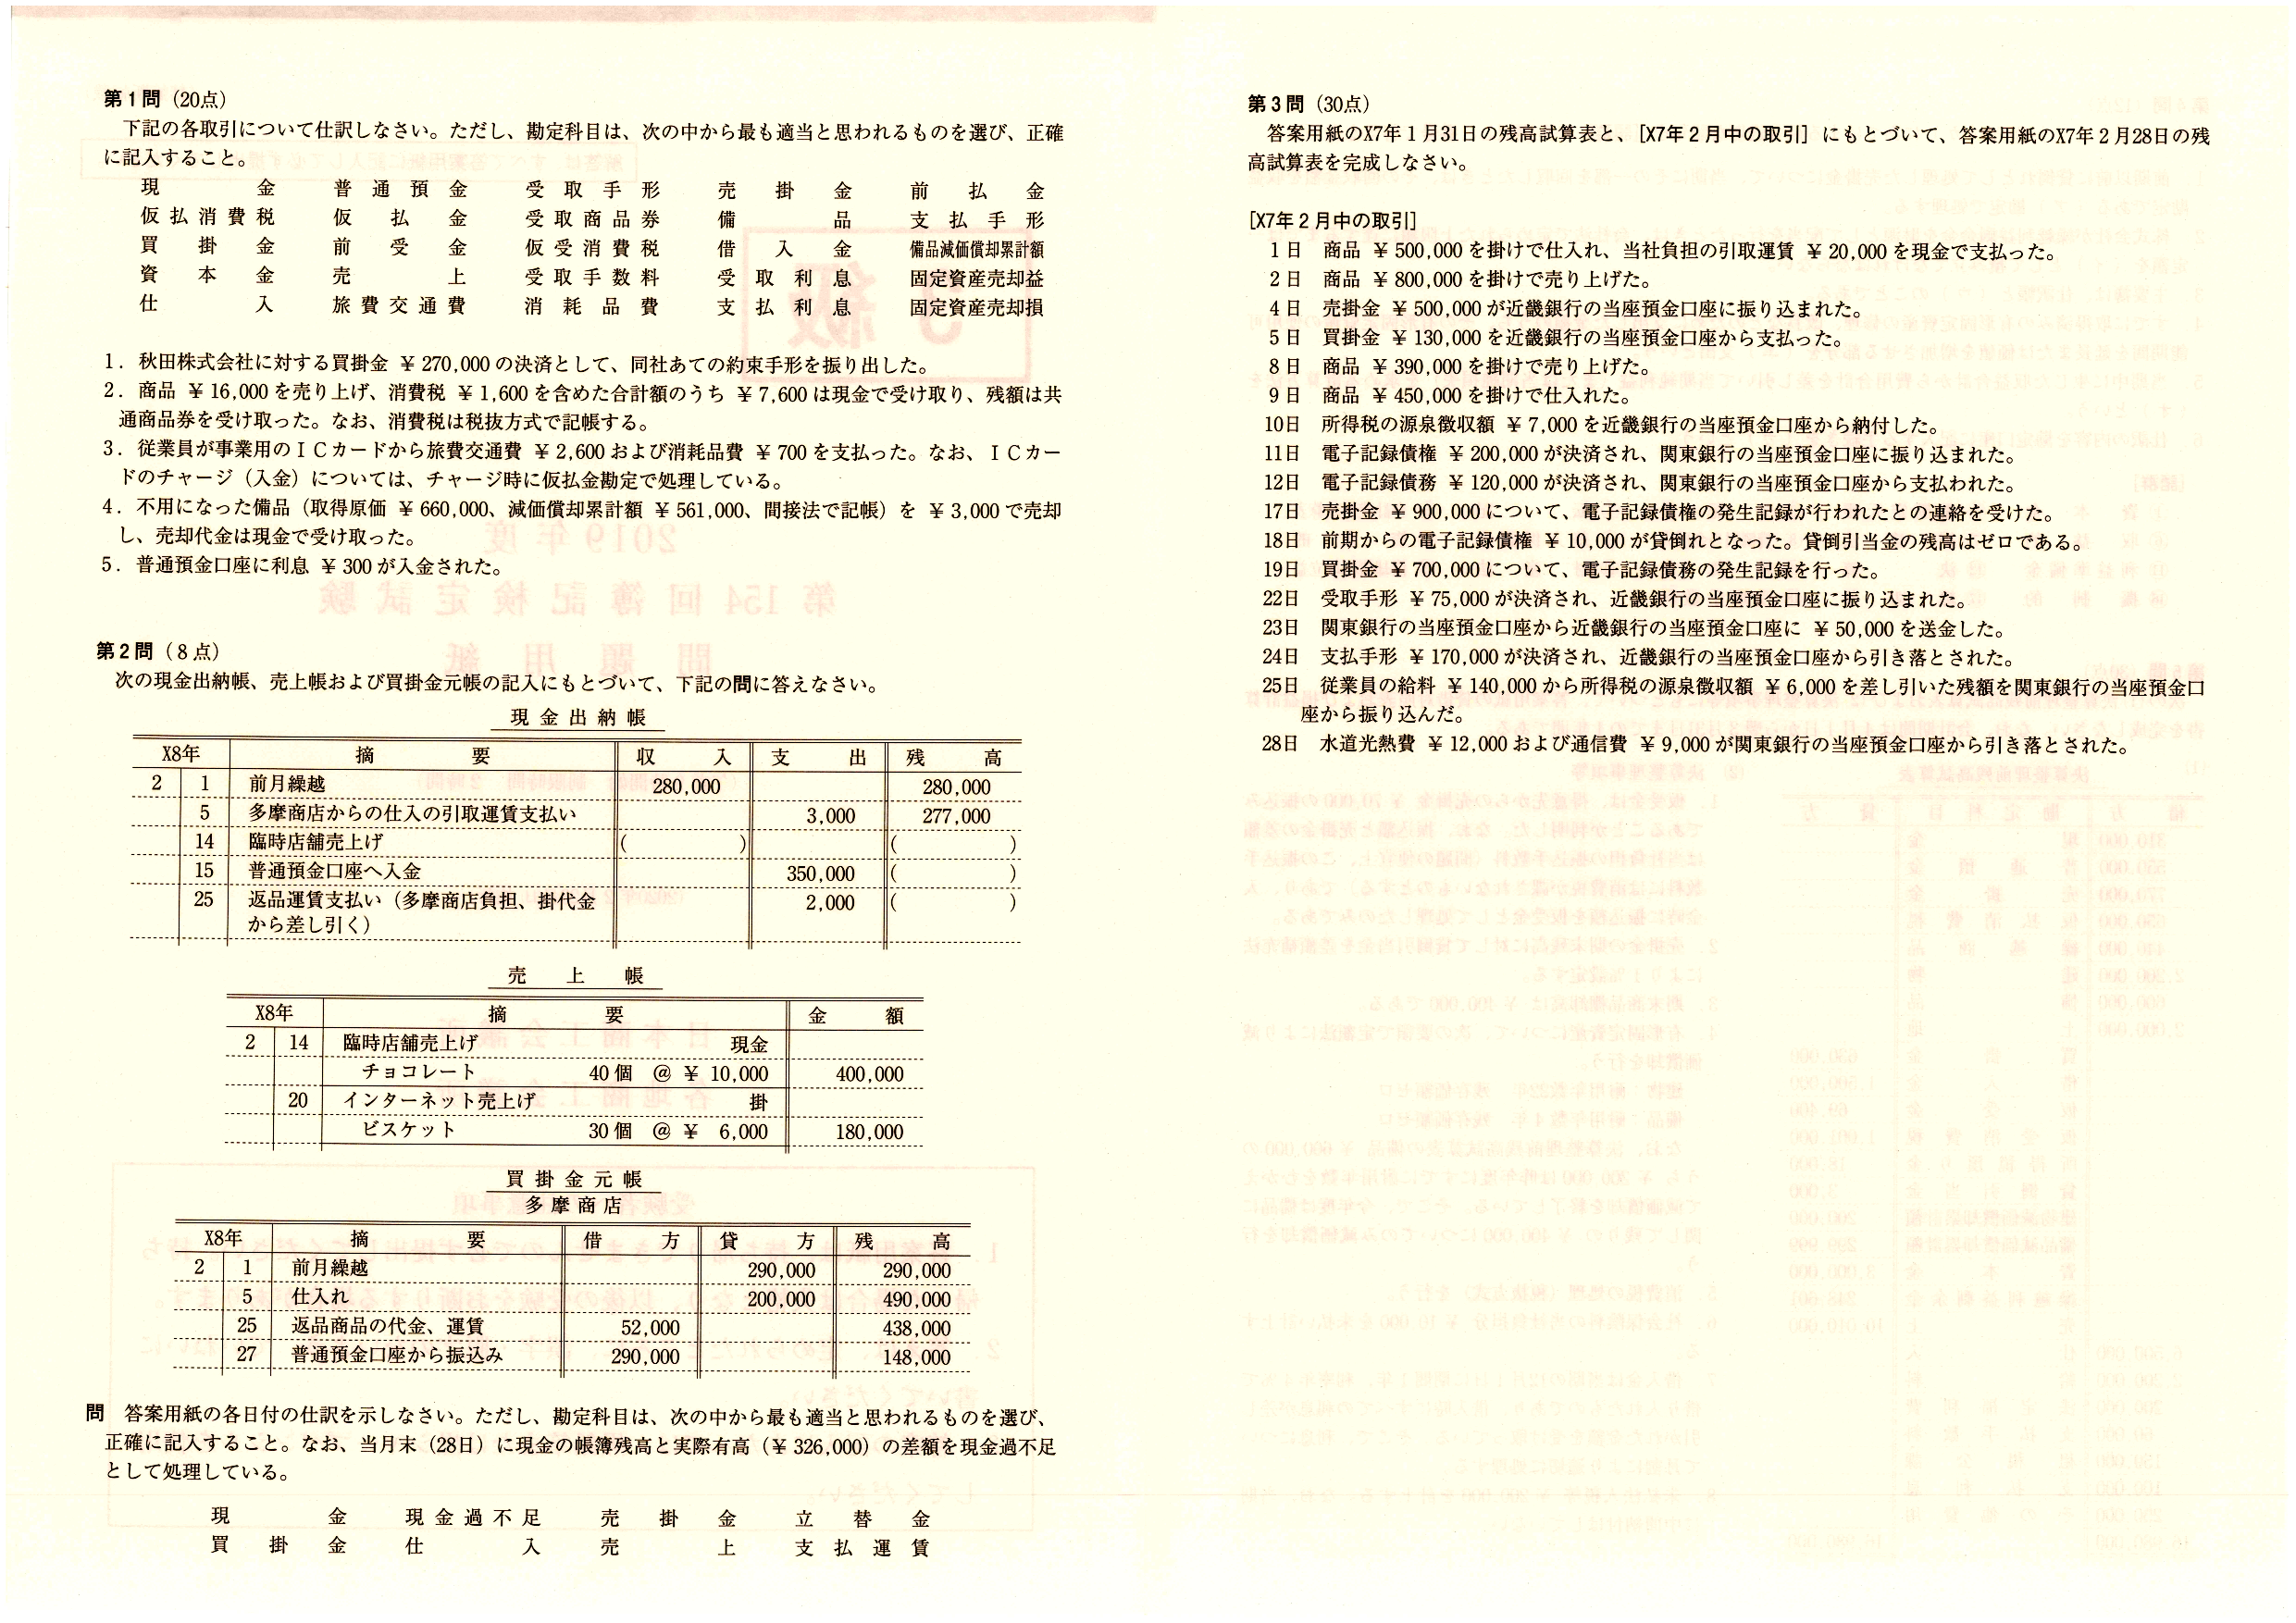 第1問（20点）
下記の各取引について仕訳しなさい。ただし、勘定科目は、次の中から最も適当と思われるものを選び、正確
に記入すること。
現金 普通預金 受取手形 売掛金 前払金
仮払消費税 仮払金 受取商品券 備品 支払手形
買掛金 前受金 仮受消費税 借入金 備品減価償却累計額
資本金 売上 受取手数料 受取利息 固定資産売却益
仕入 旅費交通費 消耗品費 支払利息 固定資産売却損
1．秋田株式会社に対する買掛金 ￥270,000の決済として、同社あての約束手形を振り出した。
2．商品 ￥16,000を売り上げ、消費税 ￥1,600を含めた合計額のうち ￥7,600は現金で受け取り、残額は共
通商品券を受け取った。なお、消費税は税抜方式で記帳する。
3．従業員が事業用のＩＣカードから旅費交通費 ￥2,600および消耗品費 ￥700を支払った。なお、ＩＣカー
ドのチャージ（入金）については、チャージ時に仮払金勘定で処理している。
4．不用になった備品（取得原価 ￥660,000、減価償却累計額 ￥561,000、間接法で記帳）を ￥3,000で売却
し、売却代金は現金で受け取った。
5．普通預金口座に利息 ￥300が入金された。
第2問（8点）
次の現金出納帳、売上帳および買掛金元帳の記入にもとづいて、下記の問に答えなさい。
現金出納帳
X8年 摘要 収入 支出 残高
2 1 前月繰越 280,000 280,000
5 多摩商店からの仕入の引取運賃支払い 3,000 277,000
14 臨時店舗売上げ （　　） （　　）
15 普通預金口座へ入金 350,000 （　　）
25 返品運賃支払い（多摩商店負担、掛代金 2,000 （　　）
から差し引く）
売上帳
X8年 摘要 金額
2 14 臨時店舗売上げ 現金
チョコレート 40個 @ ￥10,000 400,000
20 インターネット売上げ 掛
ビスケット 30個 @ ￥6,000 180,000
買掛金元帳
多摩商店
X8年 摘要 借方 貸方 残高
2 1 前月繰越 290,000 290,000
5 仕入れ 200,000 490,000
25 返品商品の代金、運賃 52,000 438,000
27 普通預金口座から振込み 290,000 148,000
問　答案用紙の各日付の仕訳を示しなさい。ただし、勘定科目は、次の中から最も適当と思われるものを選び、
正確に記入すること。なお、当月末（28日）に現金の帳簿残高と実際有高（￥326,000）の差額を現金過不足
として処理している。
現金 現金過不足 売掛金 立替金
買掛金 仕入 売上 支払運賃
第3問（30点）
答案用紙のX7年1月31日の残高試算表と、［X7年2月中の取引］にもとづいて、答案用紙のX7年2月28日の残
高試算表を完成しなさい。
［X7年2月中の取引］
1日　商品 ￥500,000を掛けで仕入れ、当社負担の引取運賃 ￥20,000を現金で支払った。
2日　商品 ￥800,000を掛けで売り上げた。
4日　売掛金 ￥500,000が近畿銀行の当座預金口座に振り込まれた。
5日　買掛金 ￥130,000を近畿銀行の当座預金口座から支払った。
8日　商品 ￥390,000を掛けで売り上げた。
9日　商品 ￥450,000を掛けで仕入れた。
10日　所得税の源泉徴収額 ￥7,000を近畿銀行の当座預金口座から納付した。
11日　電子記録債権 ￥200,000が決済され、関東銀行の当座預金口座に振り込まれた。
12日　電子記録債務 ￥120,000が決済され、関東銀行の当座預金口座から支払われた。
17日　売掛金 ￥900,000について、電子記録債権の発生記録が行われたとの連絡を受けた。
18日　前期からの電子記録債権 ￥10,000が貸倒れとなった。貸倒引当金の残高はゼロである。
19日　買掛金 ￥700,000について、電子記録債務の発生記録を行った。
22日　受取手形 ￥75,000が決済され、近畿銀行の当座預金口座に振り込まれた。
23日　関東銀行の当座預金口座から近畿銀行の当座預金口座に ￥50,000を送金した。
24日　支払手形 ￥170,000が決済され、近畿銀行の当座預金口座から引き落とされた。
25日　従業員の給料 ￥140,000から所得税の源泉徴収額 ￥6,000を差し引いた残額を関東銀行の当座預金口
座から振り込んだ。
28日　水道光熱費 ￥12,000および通信費 ￥9,000が関東銀行の当座預金口座から引き落とされた。